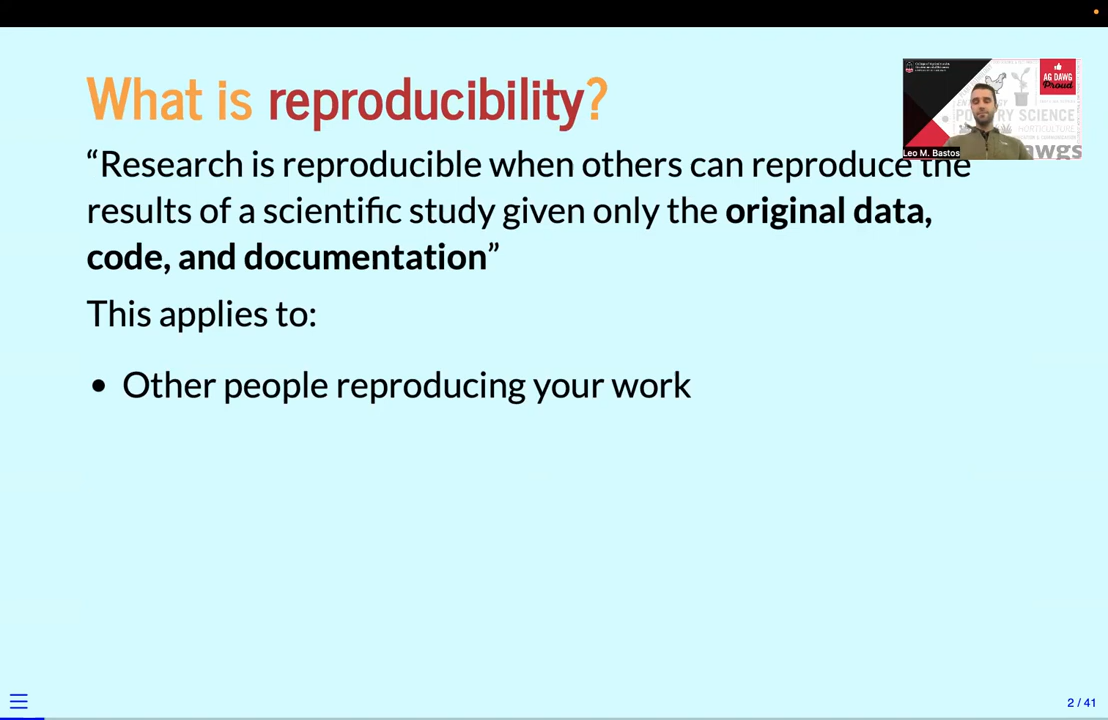 What is reproducibility?
“Research is reproducible when others can reproduce the
results of a scientific study given only the original data,
code, and documentation”
This applies to:
• Other people reproducing your work
AG DAWG
Proud
POULTRY SCIENCE
HORTICULTURE
Leo M. Bastos
2 / 41